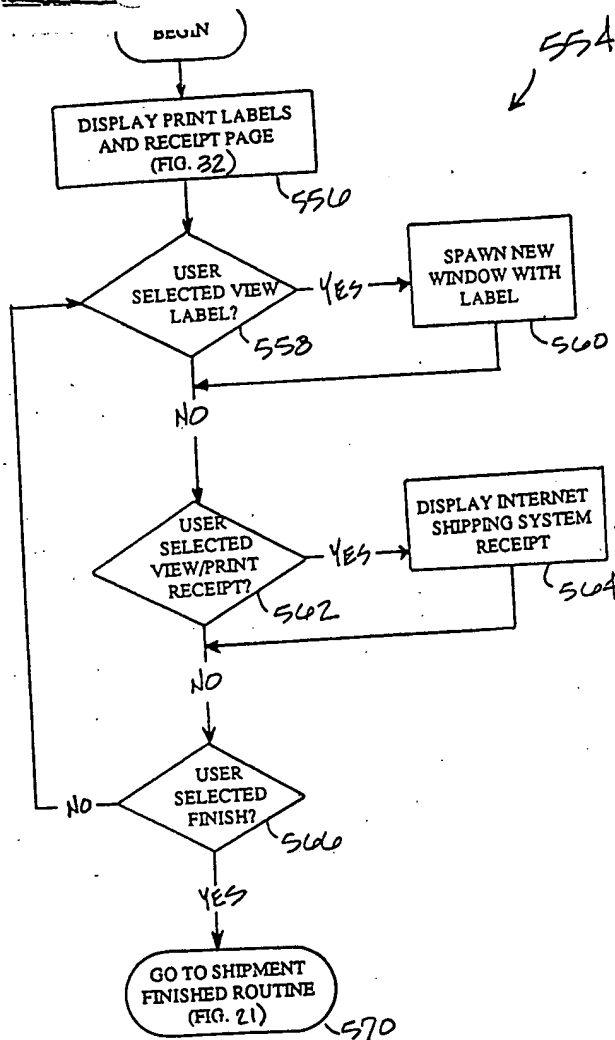 BEGIN
554
DISPLAY PRINT LABELS
AND RECEIPT PAGE
(FIG. 32)
556
USER
SELECTED VIEW
LABEL?
558
YES
SPAWN NEW
WINDOW WITH
LABEL
560
NO
USER
SELECTED
VIEW/PRINT
RECEIPT?
562
YES
DISPLAY INTERNET
SHIPPING SYSTEM
RECEIPT
564
NO
USER
SELECTED
FINISH?
566
NO
YES
GO TO SHIPMENT
FINISHED ROUTINE
(FIG. 21)
570